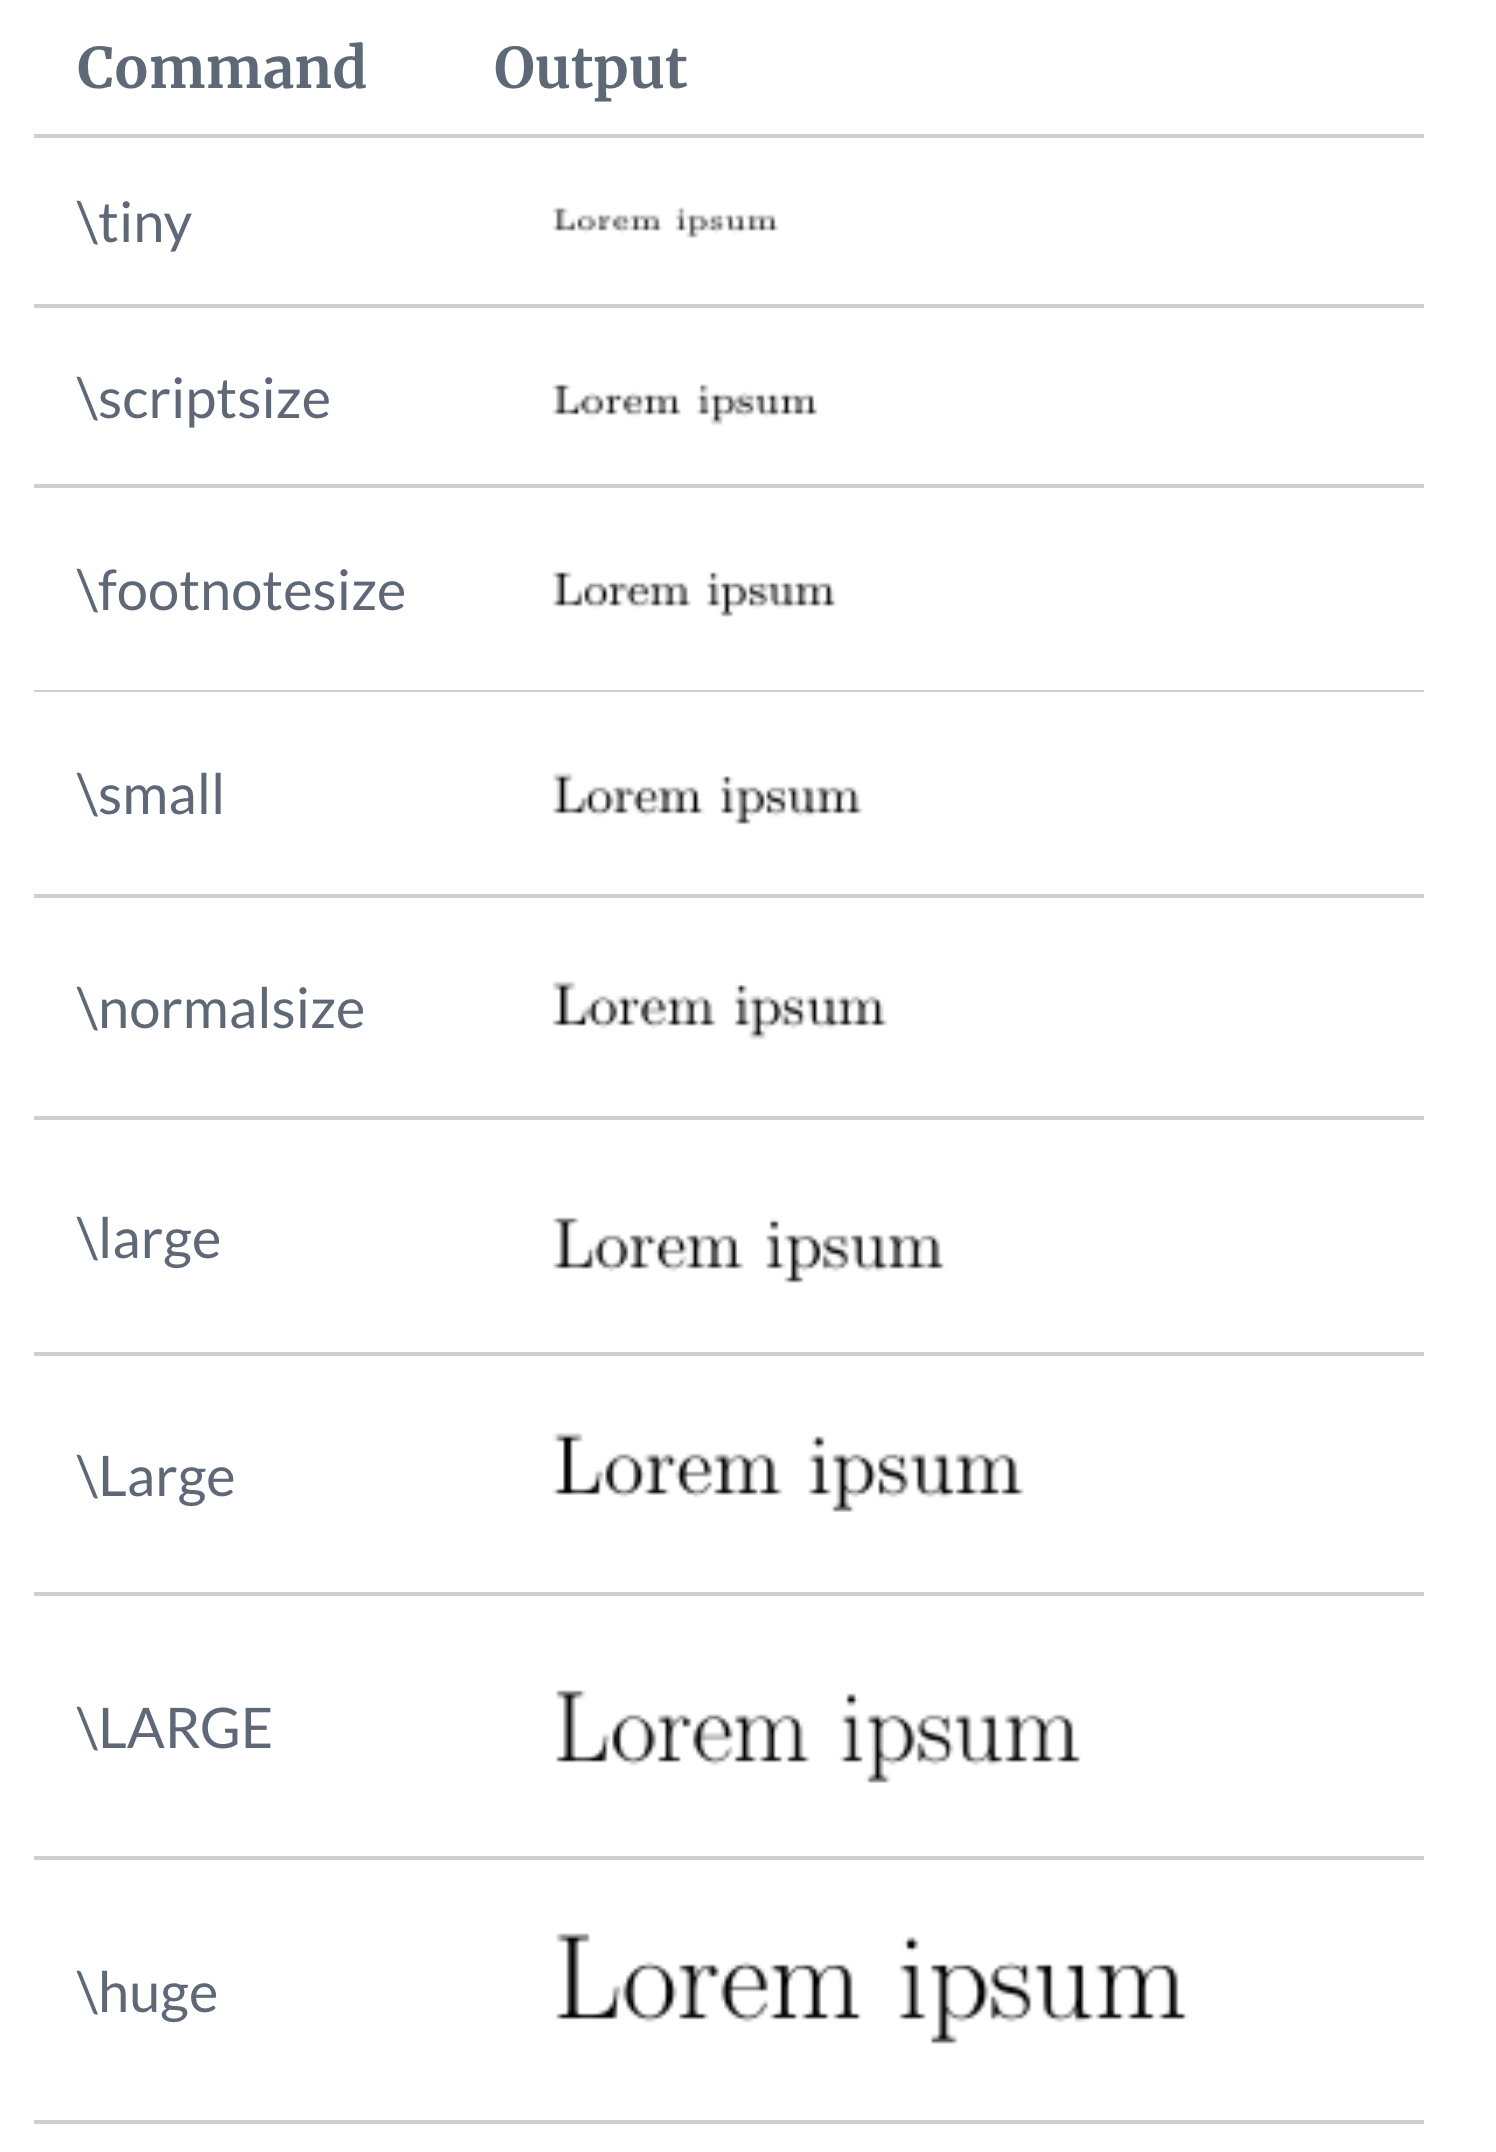 Command Output
\tiny Lorem ipsum
\scriptsize Lorem ipsum
\footnotesize Lorem ipsum
\small Lorem ipsum
\normalsize Lorem ipsum
\large Lorem ipsum
\Large Lorem ipsum
\LARGE Lorem ipsum
\huge Lorem ipsum